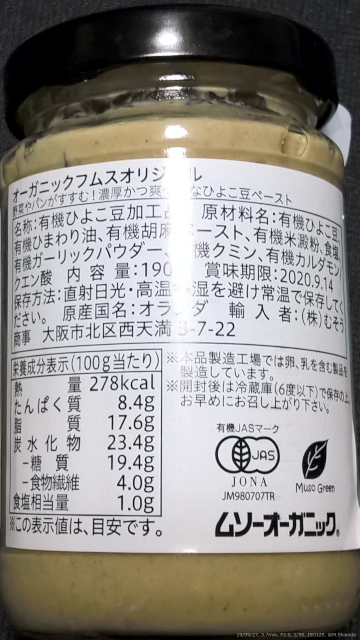 オーガニックフムスオリジナル
野菜やパンがすすむ!濃厚かつ爽 なひよこ豆ペースト
名称:有機ひよこ豆加工品 原材料名:有機ひよこ豆、
有機ひまわり油、有機胡麻ペースト、有機米澱粉、食塩、
有機ガーリックパウダー、有機クミン、有機カルダモン/
クエン酸 内容量:190 賞味期限:2020.9.14
保存方法:直射日光・高温多湿を避け常温で保存してく
ださい。 原産国名:オランダ 輸入者:(株)むそう
商事 大阪市北区西天満3-7-22
栄養成分表示(100g当たり)
熱量 278kcal
たんぱく質 8.4g
脂質 17.6g
炭水化物 23.4g
-糖質 19.4g
-食物繊維 4.0g
食塩相当量 1.0g
※この表示値は、目安です。
※本品製造工場では卵、乳を含む製品を
製造しています。
※開封後は冷蔵庫(6度以下)で保存の上
お早めにお召し上がり下さい。
有機JASマーク
JAS
JONA
JM980707TR
Muso Green
ムソーオーガニック®
19/09/27, 3.7mm, F2.0, 1/50, ISO125, ©M.Shimoda